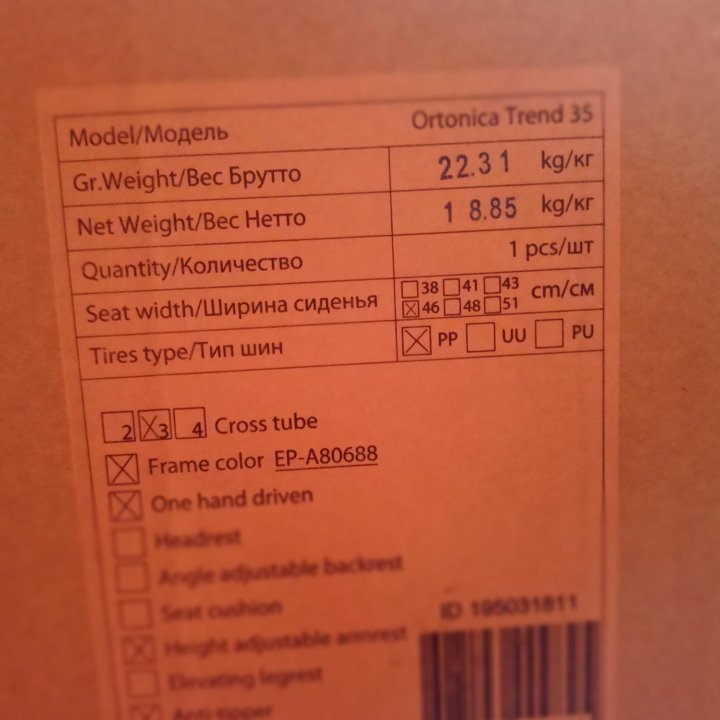 Model/Модель Ortonica Trend 35
Gr.Weight/Вес Брутто 22.31 kg/кг
Net Weight/Вес Нетто 18.85 kg/кг
Quantity/Количество 1 pcs/шт
Seat width/Ширина сиденья 38 41 43 cm/см
46 48 51
Tires type/Тип шин PP UU PU
2 3 4 Cross tube
Frame color EP-A80688
One hand driven
Headrest
Angle adjustable backrest
Seat cushion
ID 195031811
Height adjustable armrest
Elevating legrest
Anti-tipper